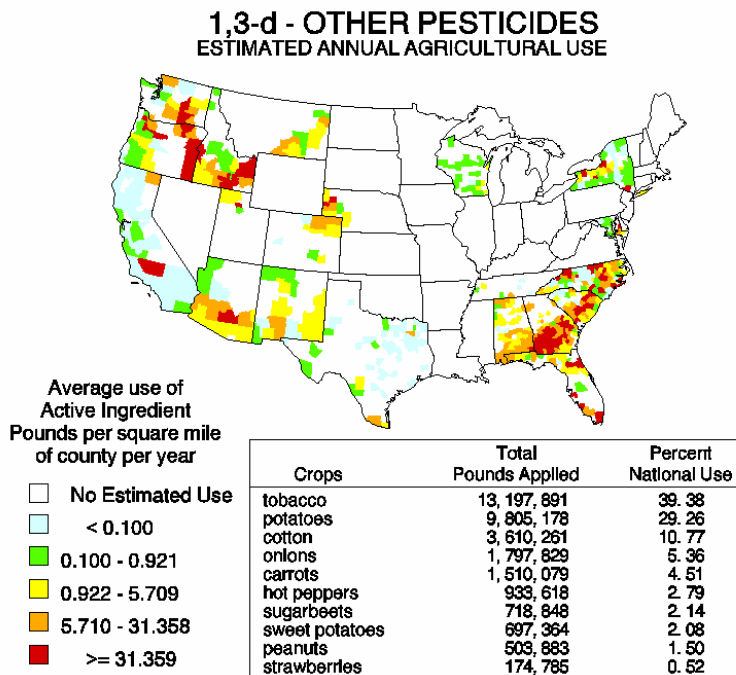 1,3-d - OTHER PESTICIDES
ESTIMATED ANNUAL AGRICULTURAL USE
Average use of
Active Ingredient
Pounds per square mile
of county per year
No Estimated Use
< 0.100
0.100 - 0.921
0.922 - 5.709
5.710 - 31.358
>= 31.359
Total Percent
Crops Pounds Applied National Use
tobacco 13, 197, 891 39. 38
potatoes 9, 805, 178 29. 26
cotton 3, 610, 261 10. 77
onions 1, 797, 829 5. 36
carrots 1, 510, 079 4. 51
hot peppers 933, 618 2. 79
sugarbeets 718, 848 2. 14
sweet potatoes 697, 364 2. 08
peanuts 503, 883 1. 50
strawberries 174, 785 0. 52